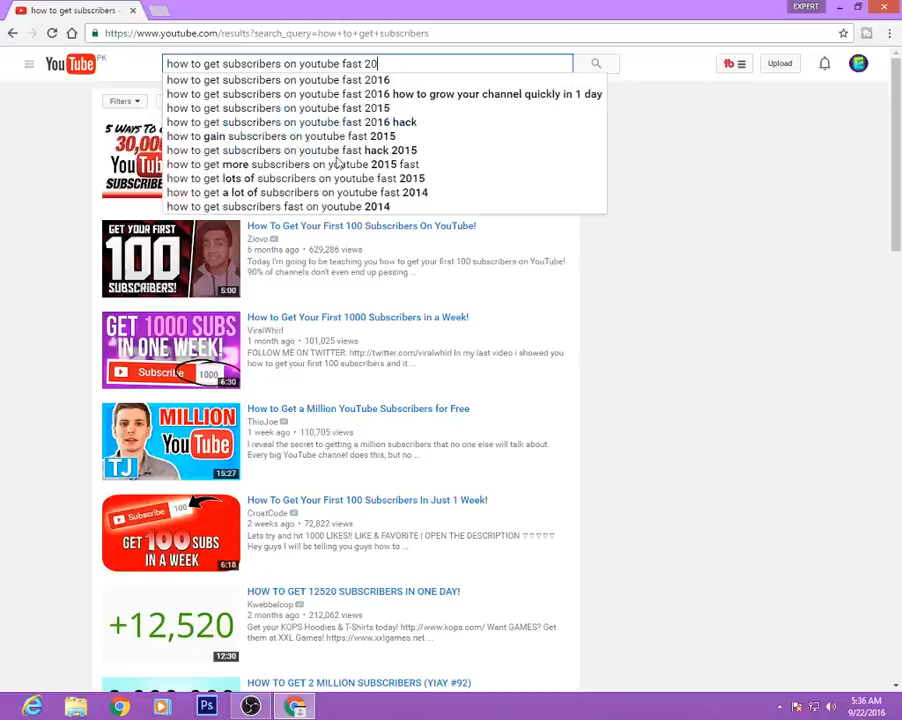 how to get subscribers -
EXPERT
https://www.youtube.com/results?search_query=how+to+get+subscribers
YouTube PK
how to get subscribers on youtube fast 20
Upload
how to get subscribers on youtube fast 2016
how to get subscribers on youtube fast 2016 how to grow your channel quickly in 1 day
how to get subscribers on youtube fast 2015
how to get subscribers on youtube fast 2016 hack
how to gain subscribers on youtube fast 2015
how to get subscribers on youtube fast hack 2015
how to get more subscribers on youtube 2015 fast
how to get lots of subscribers on youtube fast 2015
how to get a lot of subscribers on youtube fast 2014
how to get subscribers fast on youtube 2014
Filters
5 WAYS TO GET
30,000
SUBSCRIBERS
GET YOUR FIRST
100
SUBSCRIBERS!
5:00
How To Get Your First 100 Subscribers On YouTube!
Ziovo
6 months ago • 629,286 views
Today I'm going to be teaching you how to get your first 100 subscribers on YouTube!
90% of channels don't even end up passing ...
GET 1000 SUBS
IN ONE WEEK!
Subscribe 1000
6:30
How to Get Your First 1000 Subscribers in a Week!
ViralWhirl
1 month ago • 101,025 views
FOLLOW ME ON TWITTER: http://twitter.com/viralwhirl In my last video i showed you
how to get your first 100 subscribers and it ...
MILLION
YouTube
TJ
15:27
How to Get a Million YouTube Subscribers for Free
ThioJoe
1 week ago • 110,705 views
I reveal the secret to getting a million subscribers that no one else will talk about.
Every big YouTube channel does this, but no ...
Subscribe 100
GET 100 SUBS
IN A WEEK!
6:18
How To Get Your First 100 Subscribers In Just 1 Week!
CroatCode
2 weeks ago • 72,822 views
Lets try and hit 1000 LIKES!! LIKE & FAVORITE | OPEN THE DESCRIPTION ▽▽▽▽▽
Hey guys I will be telling you guys how to ...
+12,520
12:30
HOW TO GET 12520 SUBSCRIBERS IN ONE DAY!
Kwebbelcop
2 months ago • 212,062 views
Get your KOPS Hoodies & T-Shirts today! http://www.kops.com/ Want GAMES? Get
them at XXL Games! https://www.xxlgames.net ...
HOW TO GET 2 MILLION SUBSCRIBERS (YIAY #92)
Ps
5:36 AM
9/22/2016